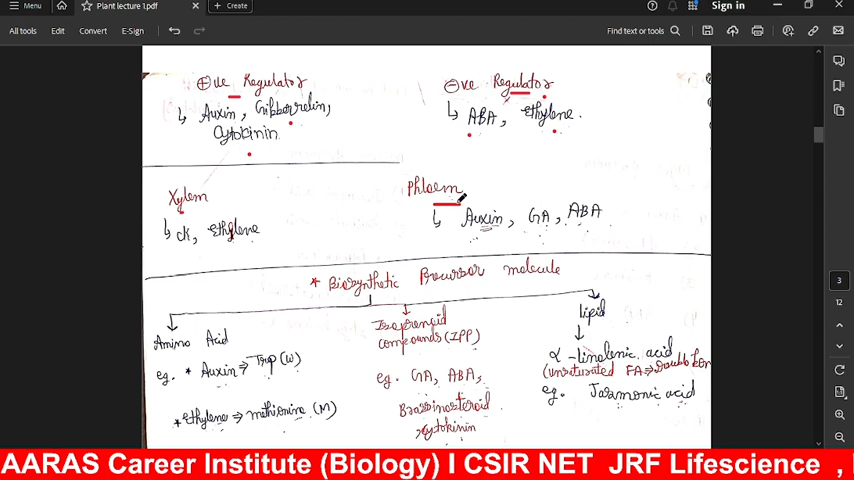 Menu
Plant lecture 1.pdf
Create
Sign in
All tools
Edit
Convert
E-Sign
Find text or tools
⊕ve Regulator
↳ Auxin, Gibberelin,
Cytokinin
⊖ve Regulator
↳ ABA, Ethylene.
Xylem
↳ CK, Ethylene
Phloem
↳ Auxin, GA, ABA
* Biosynthetic Precursor molecule
Amino Acid
eg. * Auxin ⇒ Trop (W)
* Ethylene ⇒ methionine (M)
Isoprenoid
compounds (IPP)
eg. GA, ABA,
Brassinosteroid
, cytokinin
lipid
α-linolenic acid
(unsaturated FA ⇒ Double
eg. Jasmonic acid
3
12
AARAS Career Institute (Biology) I CSIR NET JRF Lifescience ,